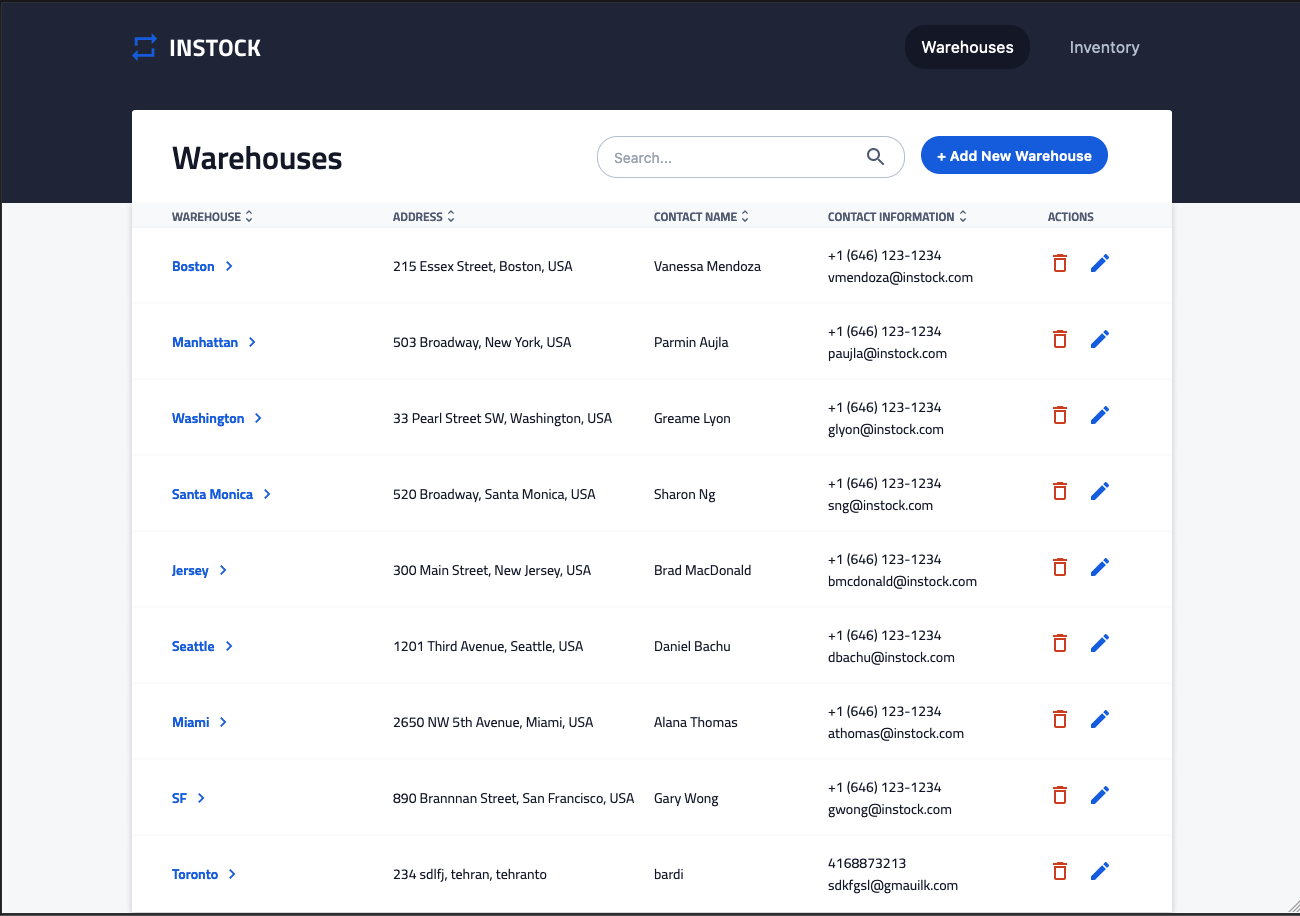 INSTOCK
Warehouses Inventory
Warehouses
Search...
+ Add New Warehouse
WAREHOUSE ADDRESS CONTACT NAME CONTACT INFORMATION ACTIONS
Boston 215 Essex Street, Boston, USA Vanessa Mendoza +1 (646) 123-1234
vmendoza@instock.com
Manhattan 503 Broadway, New York, USA Parmin Aujla +1 (646) 123-1234
paujla@instock.com
Washington 33 Pearl Street SW, Washington, USA Greame Lyon +1 (646) 123-1234
glyon@instock.com
Santa Monica 520 Broadway, Santa Monica, USA Sharon Ng +1 (646) 123-1234
sng@instock.com
Jersey 300 Main Street, New Jersey, USA Brad MacDonald +1 (646) 123-1234
bmcdonald@instock.com
Seattle 1201 Third Avenue, Seattle, USA Daniel Bachu +1 (646) 123-1234
dbachu@instock.com
Miami 2650 NW 5th Avenue, Miami, USA Alana Thomas +1 (646) 123-1234
athomas@instock.com
SF 890 Brannnan Street, San Francisco, USA Gary Wong +1 (646) 123-1234
gwong@instock.com
Toronto 234 sdlfj, tehran, tehranto bardi 4168873213
sdkfgsl@gmauilk.com